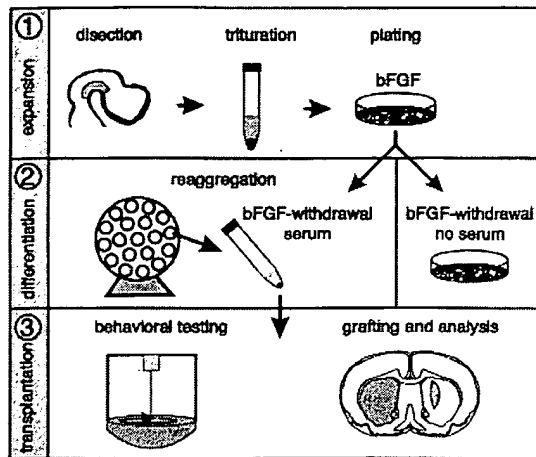 ①
expansion
disection
trituration
plating
bFGF
②
differentiation
reaggregation
bFGF-withdrawal
serum
bFGF-withdrawal
no serum
③
transplantation
behavioral testing
grafting and analysis